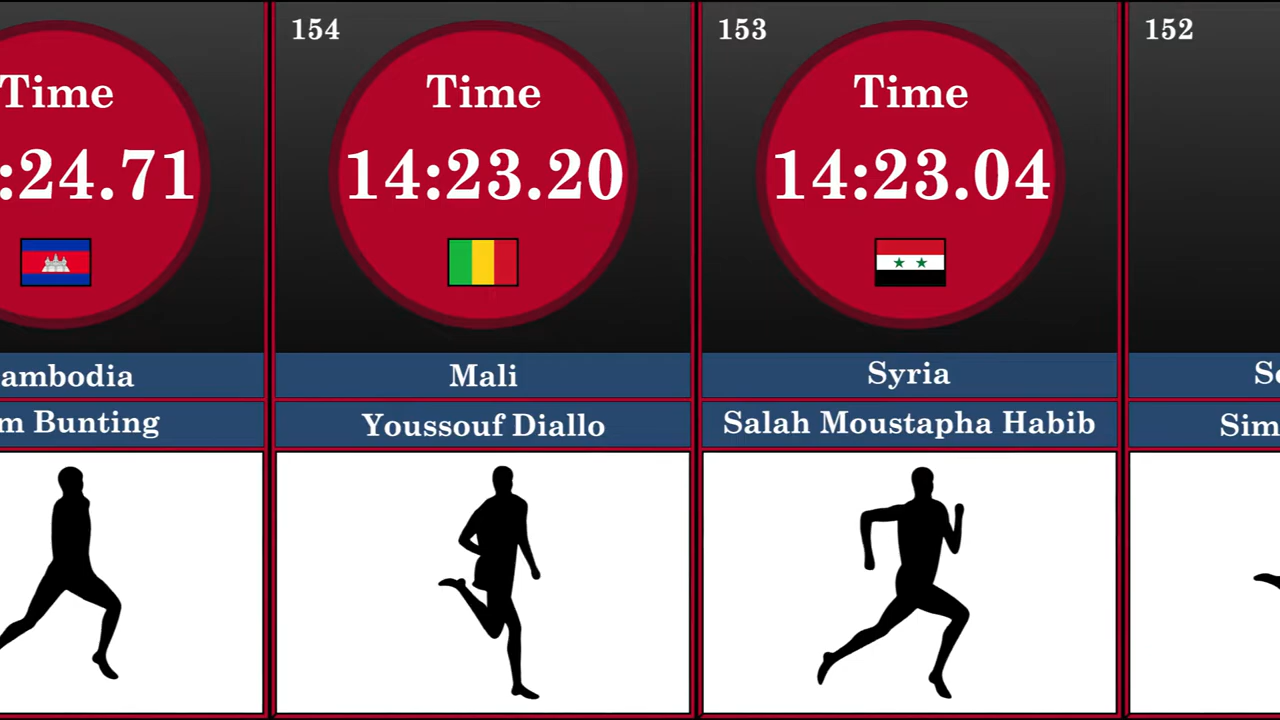 154
153
152
Time
Time
Time
:24.71
14:23.20
14:23.04
ambodia
Mali
Syria
m Bunting
Youssouf Diallo
Salah Moustapha Habib
Sim